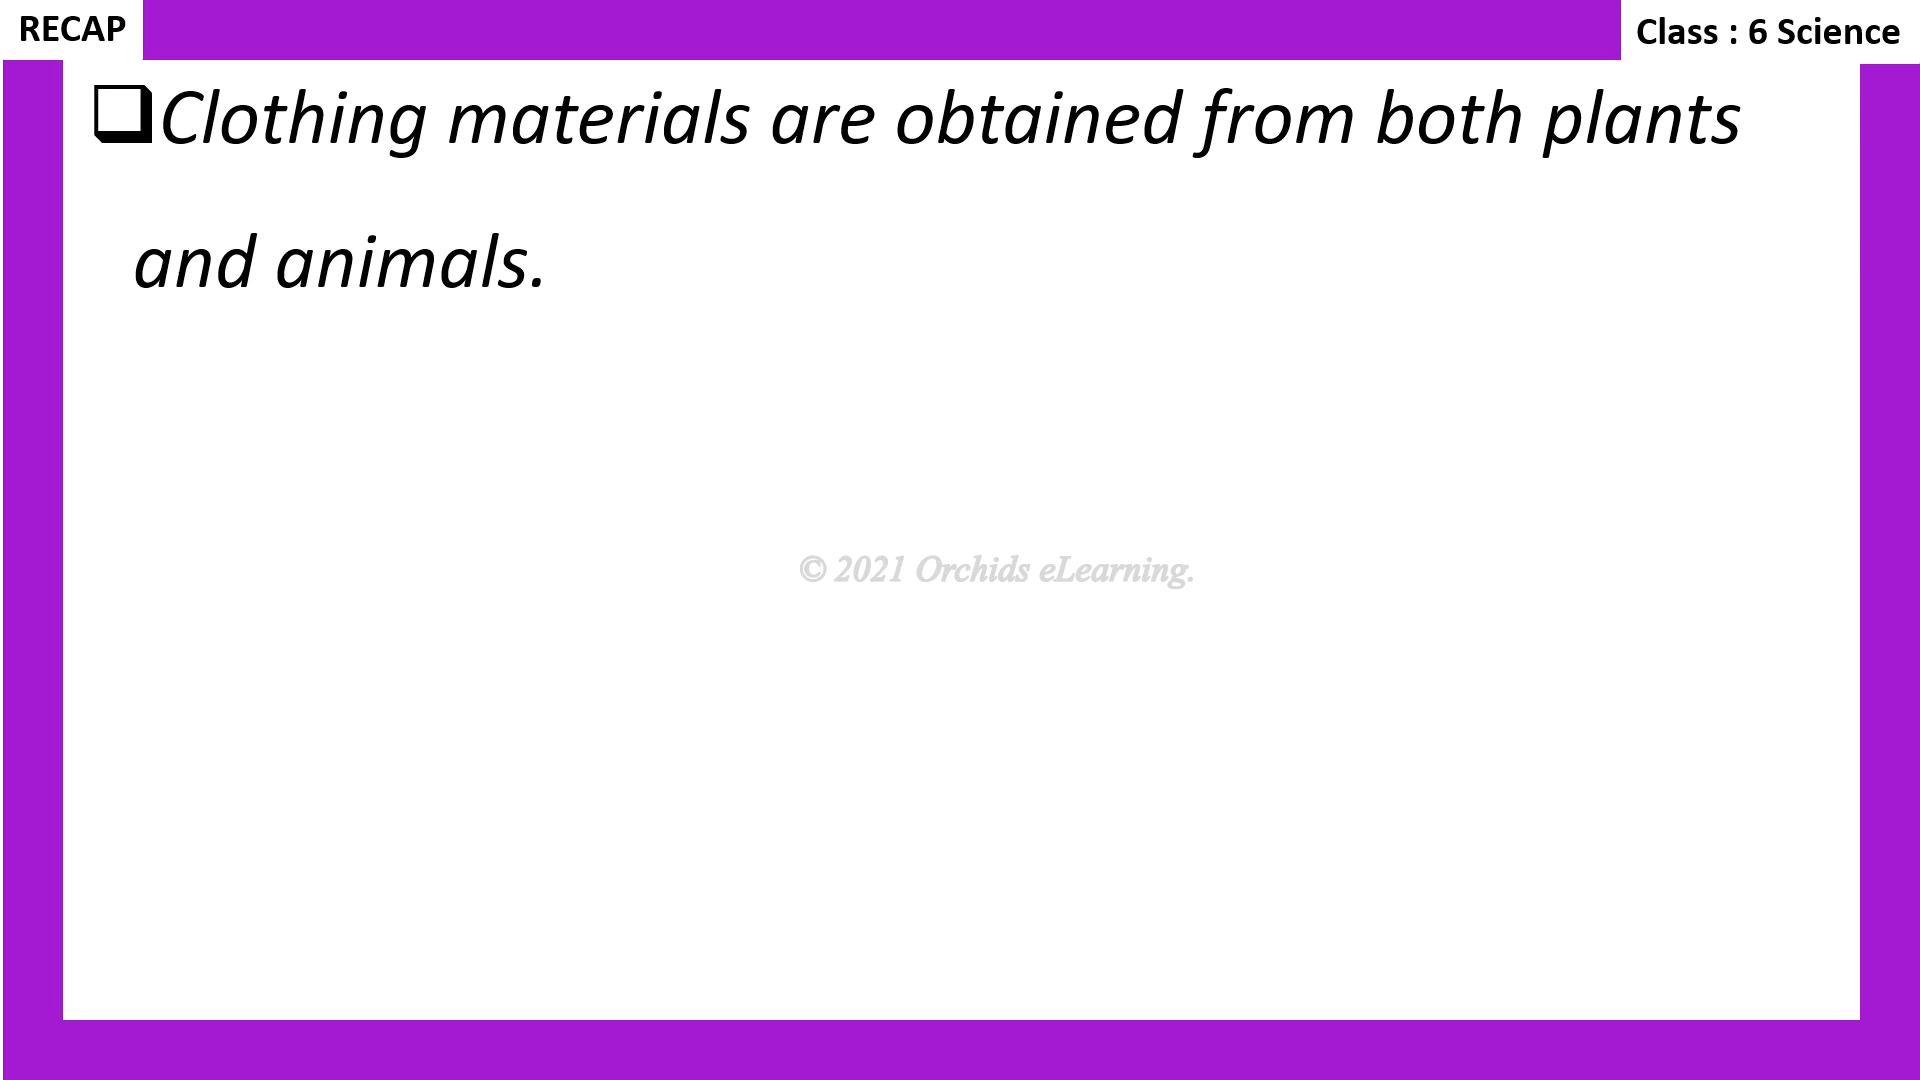 RECAP
Class : 6 Science
❑Clothing materials are obtained from both plants
and animals.
© 2021 Orchids eLearning.